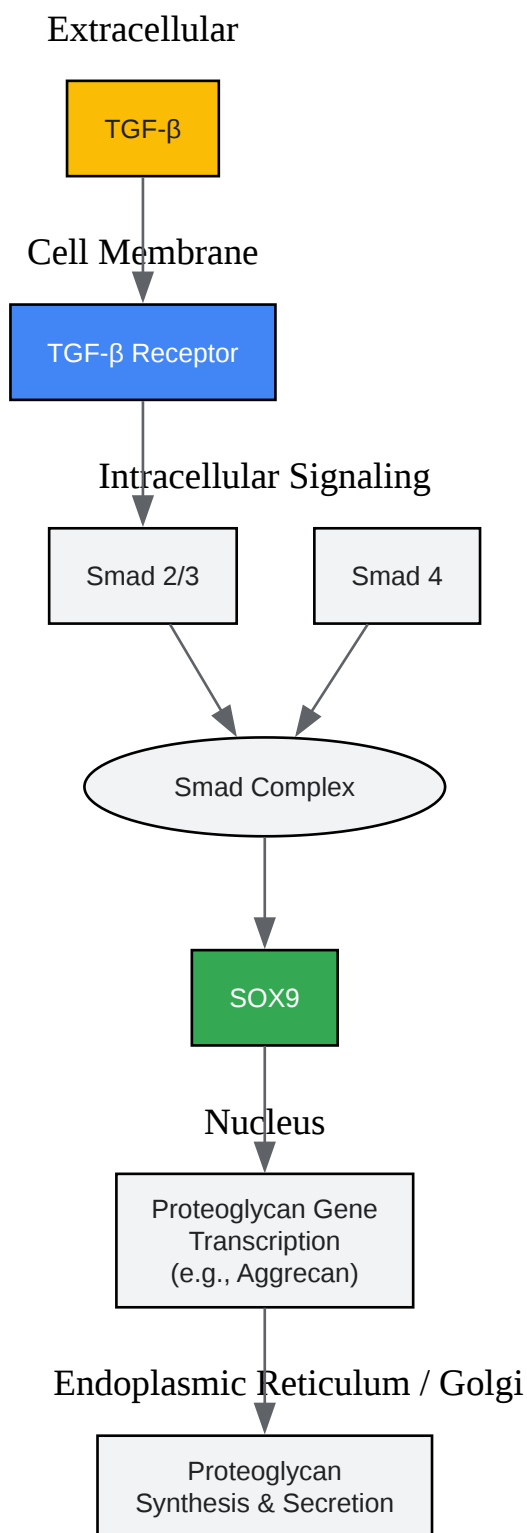 Extracellular
TGF-β
Cell Membrane
TGF-β Receptor
Intracellular Signaling
Smad 2/3
Smad 4
Smad Complex
SOX9
Nucleus
Proteoglycan Gene
Transcription
(e.g., Aggrecan)
Endoplasmic Reticulum / Golgi
Proteoglycan
Synthesis & Secretion